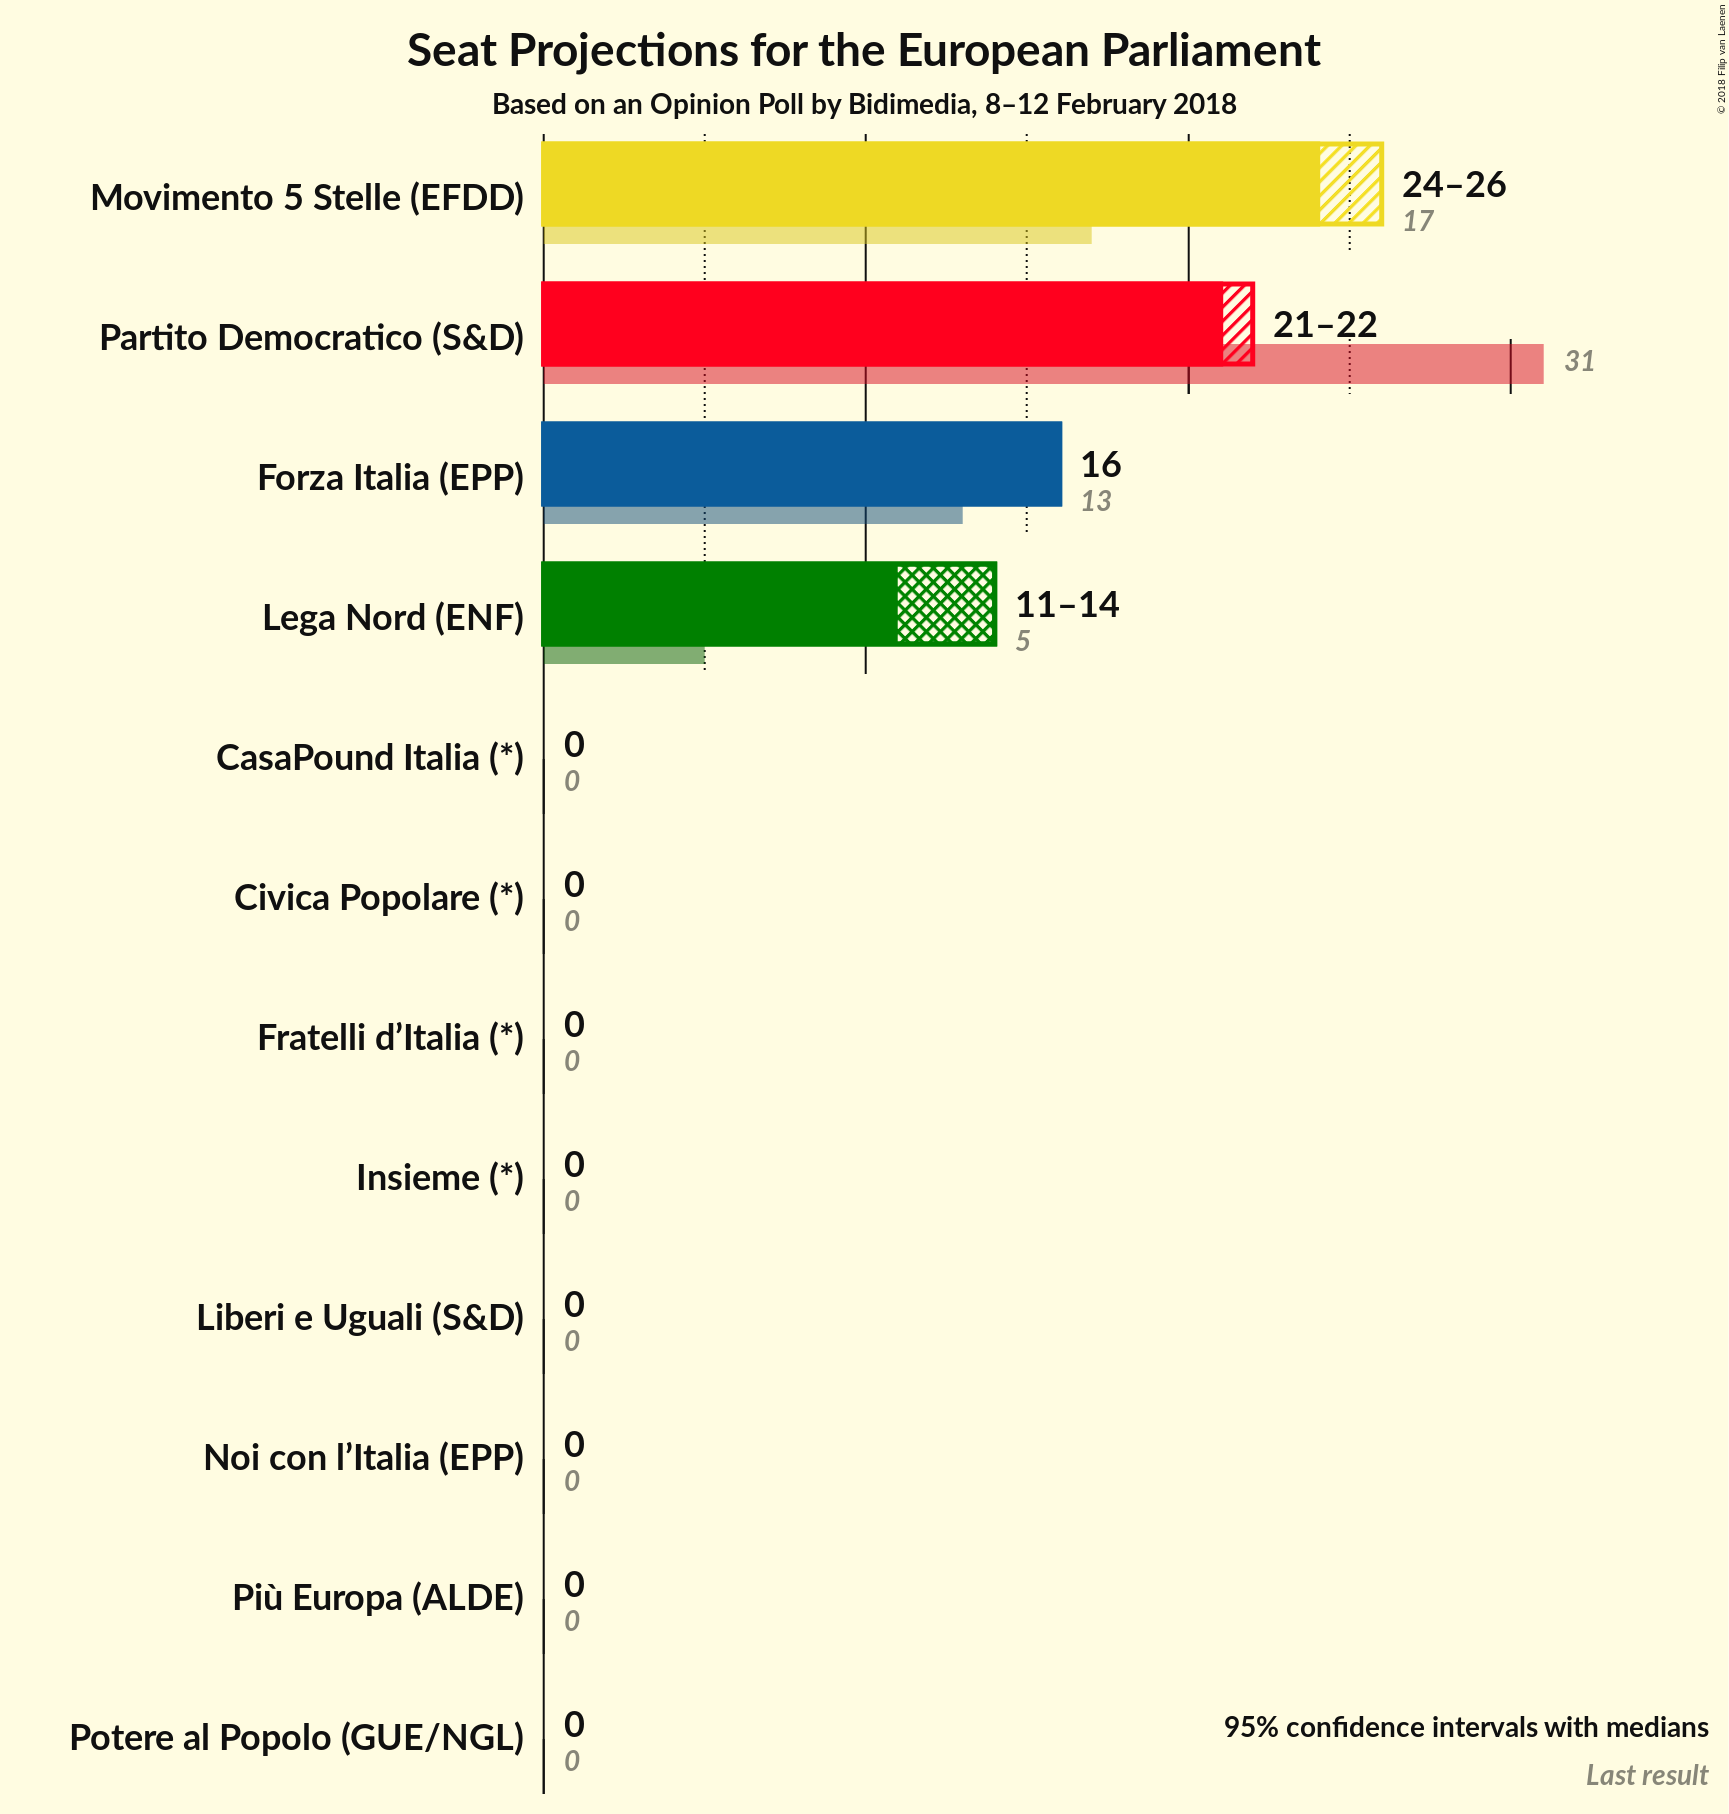 Seat Projections for the European Parliament
Based on an Opinion Poll by Bidimedia, 8–12 February 2018
© 2018 Filip van Laenen
Movimento 5 Stelle (EFDD)
24–26
17
Partito Democratico (S&D)
21–22
31
Forza Italia (EPP)
16
13
Lega Nord (ENF)
11–14
5
CasaPound Italia (*)
0
0
Civica Popolare (*)
0
0
Fratelli d’Italia (*)
0
0
Insieme (*)
0
0
Liberi e Uguali (S&D)
0
0
Noi con l’Italia (EPP)
0
0
Più Europa (ALDE)
0
0
Potere al Popolo (GUE/NGL)
0
0
95% confidence intervals with medians
Last result